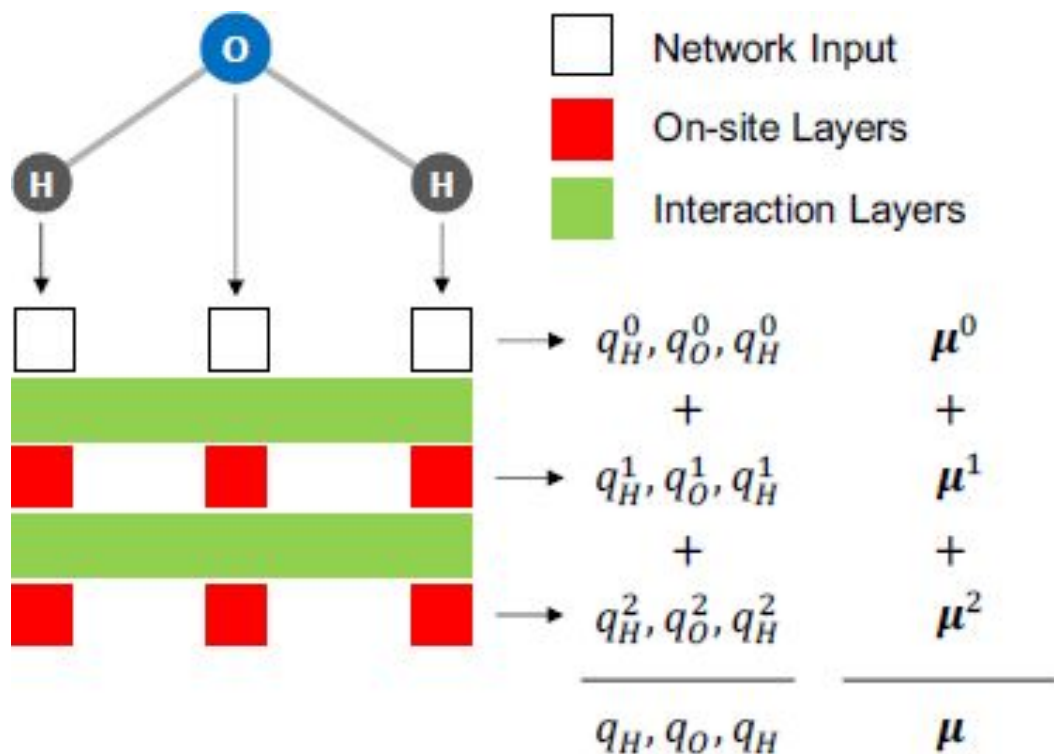 O
Network Input
On-site Layers
H H
Interaction Layers
q_H^0, q_O^0, q_H^0 μ^0
+ +
q_H^1, q_O^1, q_H^1 μ^1
+ +
q_H^2, q_O^2, q_H^2 μ^2
q_H, q_O, q_H μ